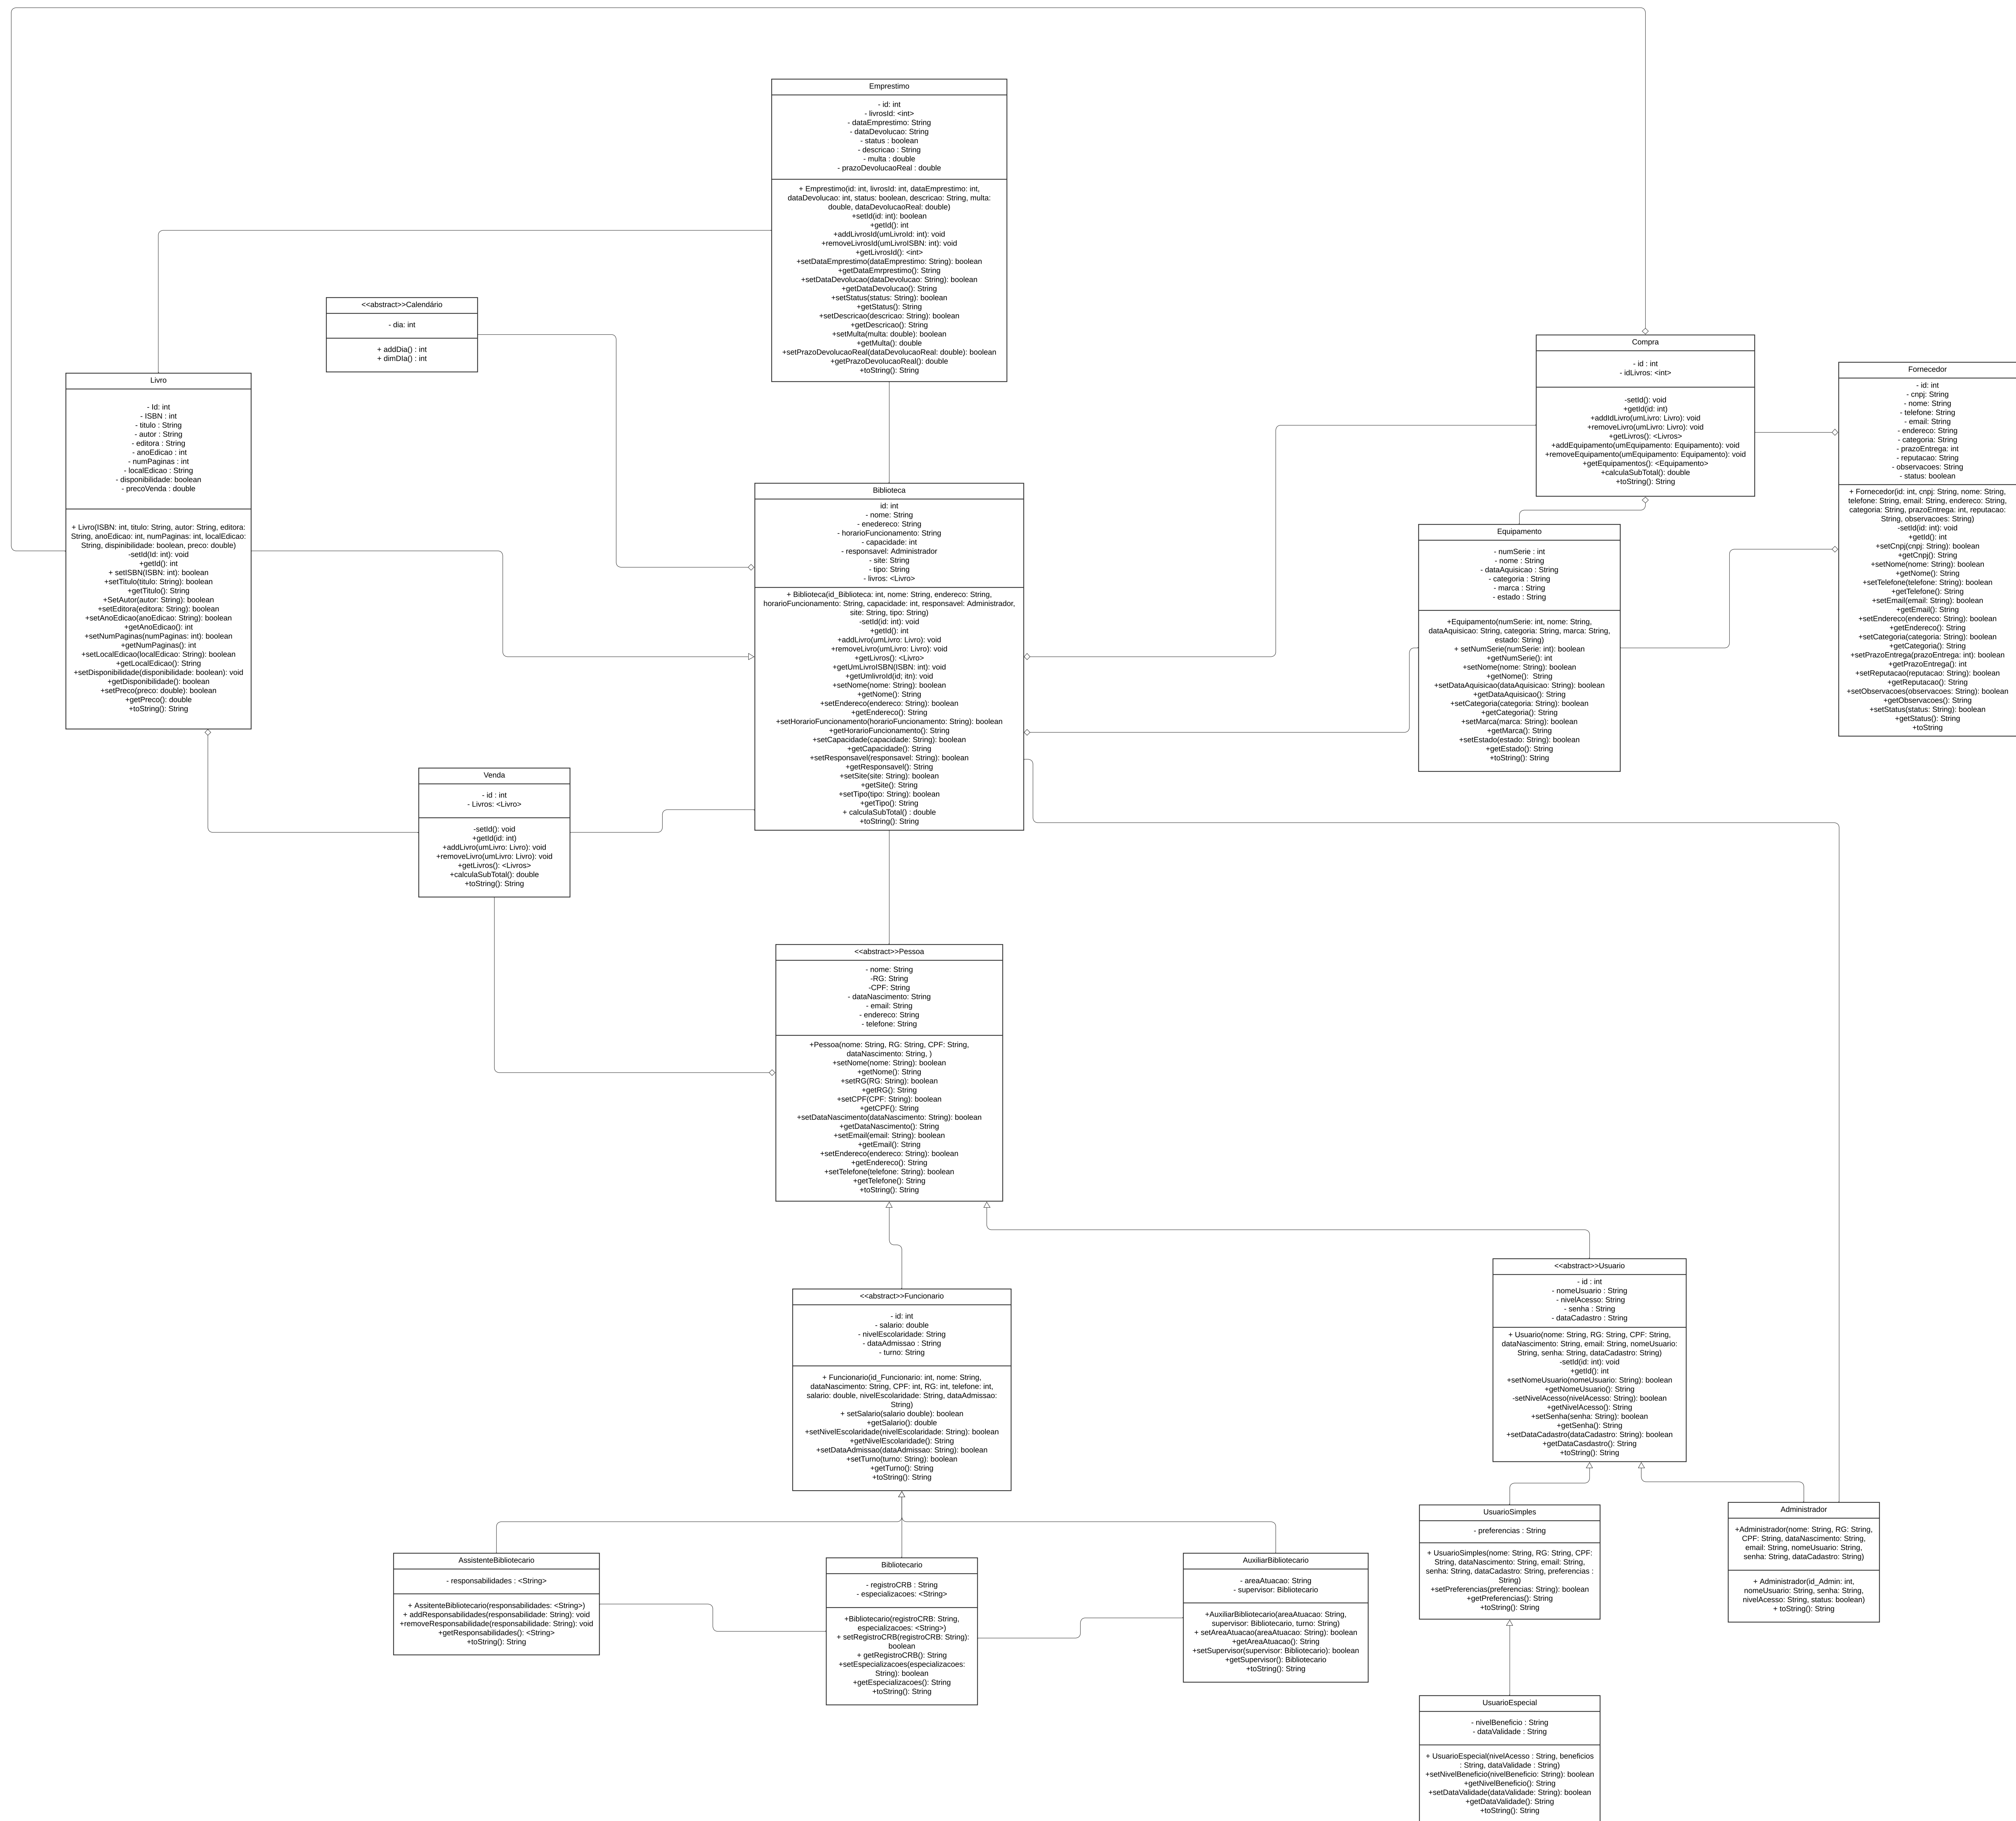 Emprestimo
- id: int
- livrosId: <int>
- dataEmprestimo: String
- dataDevolucao: String
- status : boolean
- descricao : String
- multa : double
- prazoDevolucaoReal : double
+ Emprestimo(id: int, livrosId: int, dataEmprestimo: int,
dataDevolucao: int, status: boolean, descricao: String, multa:
double, dataDevolucaoReal: double)
+setId(id: int): boolean
+getId(): int
+addLivrosId(umLivroId: int): void
+removeLivrosId(umLivroISBN: int): void
+getLivrosId(): <int>
+setDataEmprestimo(dataEmprestimo: String): boolean
+getDataEmrprestimo(): String
+setDataDevolucao(dataDevolucao: String): boolean
+getDataDevolucao(): String
+setStatus(status: String): boolean
+getStatus(): String
+setDescricao(descricao: String): boolean
+getDescricao(): String
+setMulta(multa: double): boolean
+getMulta(): double
+setPrazoDevolucaoReal(dataDevolucaoReal: double): boolean
+getPrazoDevolucaoReal(): double
+toString(): String
<<abstract>>Calendário
- dia: int
+ addDia() : int
+ dimDIa() : int
Compra
- id : int
- idLivros: <int>
-setId(): void
+getId(id: int)
+addIdLivro(umLivro: Livro): void
+removeLivro(umLivro: Livro): void
+getLivros(): <Livros>
+addEquipamento(umEquipamento: Equipamento): void
+removeEquipamento(umEquipamento: Equipamento): void
+getEquipamentos(): <Equipamento>
+calculaSubTotal(): double
+toString(): String
Fornecedor
- id: int
- cnpj: String
- nome: String
- telefone: String
- email: String
- endereco: String
- categoria: String
- prazoEntrega: int
- reputacao: String
- observacoes: String
- status: boolean
+ Fornecedor(id: int, cnpj: String, nome: String,
telefone: String, email: String, endereco: String,
categoria: String, prazoEntrega: int, reputacao:
String, observacoes: String)
-setId(id: int): void
+getId(): int
+setCnpj(cnpj: String): boolean
+getCnpj(): String
+setNome(nome: String): boolean
+getNome(): String
+setTelefone(telefone: String): boolean
+getTelefone(): String
+setEmail(email: String): boolean
+getEmail(): String
+setEndereco(endereco: String): boolean
+getEndereco(): String
+setCategoria(categoria: String): boolean
+getCategoria(): String
+setPrazoEntrega(prazoEntrega: int): boolean
+getPrazoEntrega(): int
+setReputacao(reputacao: String): boolean
+getReputacao(): String
+setObservacoes(observacoes: String): boolean
+getObservacoes(): String
+setStatus(status: String): boolean
+getStatus(): String
+toString
Livro
- Id: int
- ISBN : int
- titulo : String
- autor : String
- editora : String
- anoEdicao : int
- numPaginas : int
- localEdicao : String
- disponibilidade: boolean
- precoVenda : double
+ Livro(ISBN: int, titulo: String, autor: String, editora:
String, anoEdicao: int, numPaginas: int, localEdicao:
String, dispinibilidade: boolean, preco: double)
-setId(Id: int): void
+getId(): int
+ setISBN(ISBN: int): boolean
+setTitulo(titulo: String): boolean
+getTitulo(): String
+SetAutor(autor: String): boolean
+setEditora(editora: String): boolean
+setAnoEdicao(anoEdicao: String): boolean
+getAnoEdicao(): int
+setNumPaginas(numPaginas: int): boolean
+getNumPaginas(): int
+setLocalEdicao(localEdicao: String): boolean
+getLocalEdicao(): String
+setDisponibilidade(disponibilidade: boolean): void
+getDisponibilidade(): boolean
+setPreco(preco: double): boolean
+getPreco(): double
+toString(): String
Biblioteca
id: int
- nome: String
- enedereco: String
- horarioFuncionamento: String
- capacidade: int
- responsavel: Administrador
- site: String
- tipo: String
- livros: <Livro>
+ Biblioteca(id_Biblioteca: int, nome: String, endereco: String,
horarioFuncionamento: String, capacidade: int, responsavel: Administrador,
site: String, tipo: String)
-setId(id: int): void
+getId(): int
+addLivro(umLivro: Livro): void
+removeLivro(umLivro: Livro): void
+getLivros(): <Livro>
+getUmLivroISBN(ISBN: int): void
+getUmlivroId(id; itn): void
+setNome(nome: String): boolean
+getNome(): String
+setEndereco(endereco: String): boolean
+getEndereco(): String
+setHorarioFuncionamento(horarioFuncionamento: String): boolean
+getHorarioFuncionamento(): String
+setCapacidade(capacidade: String): boolean
+getCapacidade(): String
+setResponsavel(responsavel: String): boolean
+getResponsavel(): String
+setSite(site: String): boolean
+getSite(): String
+setTipo(tipo: String): boolean
+getTipo(): String
+ calculaSubTotal() : double
+toString(): String
Equipamento
- numSerie : int
- nome : String
- dataAquisicao : String
- categoria : String
- marca : String
- estado : String
+Equipamento(numSerie: int, nome: String,
dataAquisicao: String, categoria: String, marca: String,
estado: String)
+ setNumSerie(numSerie: int): boolean
+getNumSerie(): int
+setNome(nome: String): boolean
+getNome(): String
+setDataAquisicao(dataAquisicao: String): boolean
+getDataAquisicao(): String
+setCategoria(categoria: String): boolean
+getCategoria(): String
+setMarca(marca: String): boolean
+getMarca(): String
+setEstado(estado: String): boolean
+getEstado(): String
+toString(): String
Venda
- id : int
- Livros: <Livro>
-setId(): void
+getId(id: int)
+addLivro(umLivro: Livro): void
+removeLivro(umLivro: Livro): void
+getLivros(): <Livros>
+calculaSubTotal(): double
+toString(): String
<<abstract>>Pessoa
- nome: String
-RG: String
-CPF: String
- dataNascimento: String
- email: String
- endereco: String
- telefone: String
+Pessoa(nome: String, RG: String, CPF: String,
dataNascimento: String, )
+setNome(nome: String): boolean
+getNome(): String
+setRG(RG: String): boolean
+getRG(): String
+setCPF(CPF: String): boolean
+getCPF(): String
+setDataNascimento(dataNascimento: String): boolean
+getDataNascimento(): String
+setEmail(email: String): boolean
+getEmail(): String
+setEndereco(endereco: String): boolean
+getEndereco(): String
+setTelefone(telefone: String): boolean
+getTelefone(): String
+toString(): String
<<abstract>>Funcionario
- id: int
- salario: double
- nivelEscolaridade: String
- dataAdmissao : String
- turno: String
+ Funcionario(id_Funcionario: int, nome: String,
dataNascimento: String, CPF: int, RG: int, telefone: int,
salario: double, nivelEscolaridade: String, dataAdmissao:
String)
+ setSalario(salario double): boolean
+getSalario(): double
+setNivelEscolaridade(nivelEscolaridade: String): boolean
+getNivelEscolaridade(): String
+setDataAdmissao(dataAdmissao: String): boolean
+setTurno(turno: String): boolean
+getTurno(): String
+toString(): String
<<abstract>>Usuario
- id : int
- nomeUsuario : String
- nivelAcesso: String
- senha : String
- dataCadastro : String
+ Usuario(nome: String, RG: String, CPF: String,
dataNascimento: String, email: String, nomeUsuario:
String, senha: String, dataCadastro: String)
-setId(id: int): void
+getId(): int
+setNomeUsuario(nomeUsuario: String): boolean
+getNomeUsuario(): String
-setNivelAcesso(nivelAcesso: String): boolean
+getNivelAcesso(): String
+setSenha(senha: String): boolean
+getSenha(): String
+setDataCadastro(dataCadastro: String): boolean
+getDataCasdastro(): String
+toString(): String
AssistenteBibliotecario
- responsabilidades : <String>
+ AssitenteBibliotecario(responsabilidades: <String>)
+ addResponsabilidades(responsabilidade: String): void
+removeResponsabilidade(responsabilidade: String): void
+getResponsabilidades(): <String>
+toString(): String
Bibliotecario
- registroCRB : String
- especializacoes: <String>
+Bibliotecario(registroCRB: String,
especializacoes: <String>)
+ setRegistroCRB(registroCRB: String):
boolean
+ getRegistroCRB(): String
+setEspecializacoes(especializacoes:
String): boolean
+getEspecializacoes(): String
+toString(): String
AuxiliarBibliotecario
- areaAtuacao: String
- supervisor: Bibliotecario
+AuxiliarBibliotecario(areaAtuacao: String,
supervisor: Bibliotecario, turno: String)
+ setAreaAtuacao(areaAtuacao: String): boolean
+getAreaAtuacao(): String
+setSupervisor(supervisor: Bibliotecario): boolean
+getSupervisor(): Bibliotecario
+toString(): String
UsuarioSimples
- preferencias : String
+ UsuarioSimples(nome: String, RG: String, CPF:
String, dataNascimento: String, email: String,
senha: String, dataCadastro: String, preferencias :
String)
+setPreferencias(preferencias: String): boolean
+getPreferencias(): String
+toString(): String
Administrador
+Administrador(nome: String, RG: String,
CPF: String, dataNascimento: String,
email: String, nomeUsuario: String,
senha: String, dataCadastro: String)
+ Administrador(id_Admin: int,
nomeUsuario: String, senha: String,
nivelAcesso: String, status: boolean)
+ toString(): String
UsuarioEspecial
- nivelBeneficio : String
- dataValidade : String
+ UsuarioEspecial(nivelAcesso : String, beneficios
: String, dataValidade : String)
+setNivelBeneficio(nivelBeneficio: String): boolean
+getNivelBeneficio(): String
+setDataValidade(dataValidade: String): boolean
+getDataValidade(): String
+toString(): String